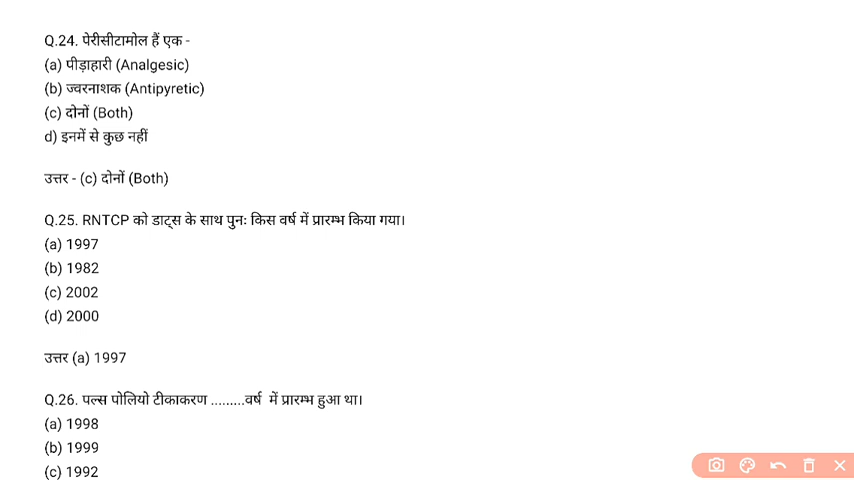 Q.24. पेरीसीटामोल हैं एक -
(a) पीड़ाहारी (Analgesic)
(b) ज्वरनाशक (Antipyretic)
(c) दोनों (Both)
d) इनमें से कुछ नहीं
उत्तर - (c) दोनों (Both)
Q.25. RNTCP को डाट्स के साथ पुनः किस वर्ष में प्रारम्भ किया गया।
(a) 1997
(b) 1982
(c) 2002
(d) 2000
उत्तर (a) 1997
Q.26. पल्स पोलियो टीकाकरण .........वर्ष में प्रारम्भ हुआ था।
(a) 1998
(b) 1999
(c) 1992